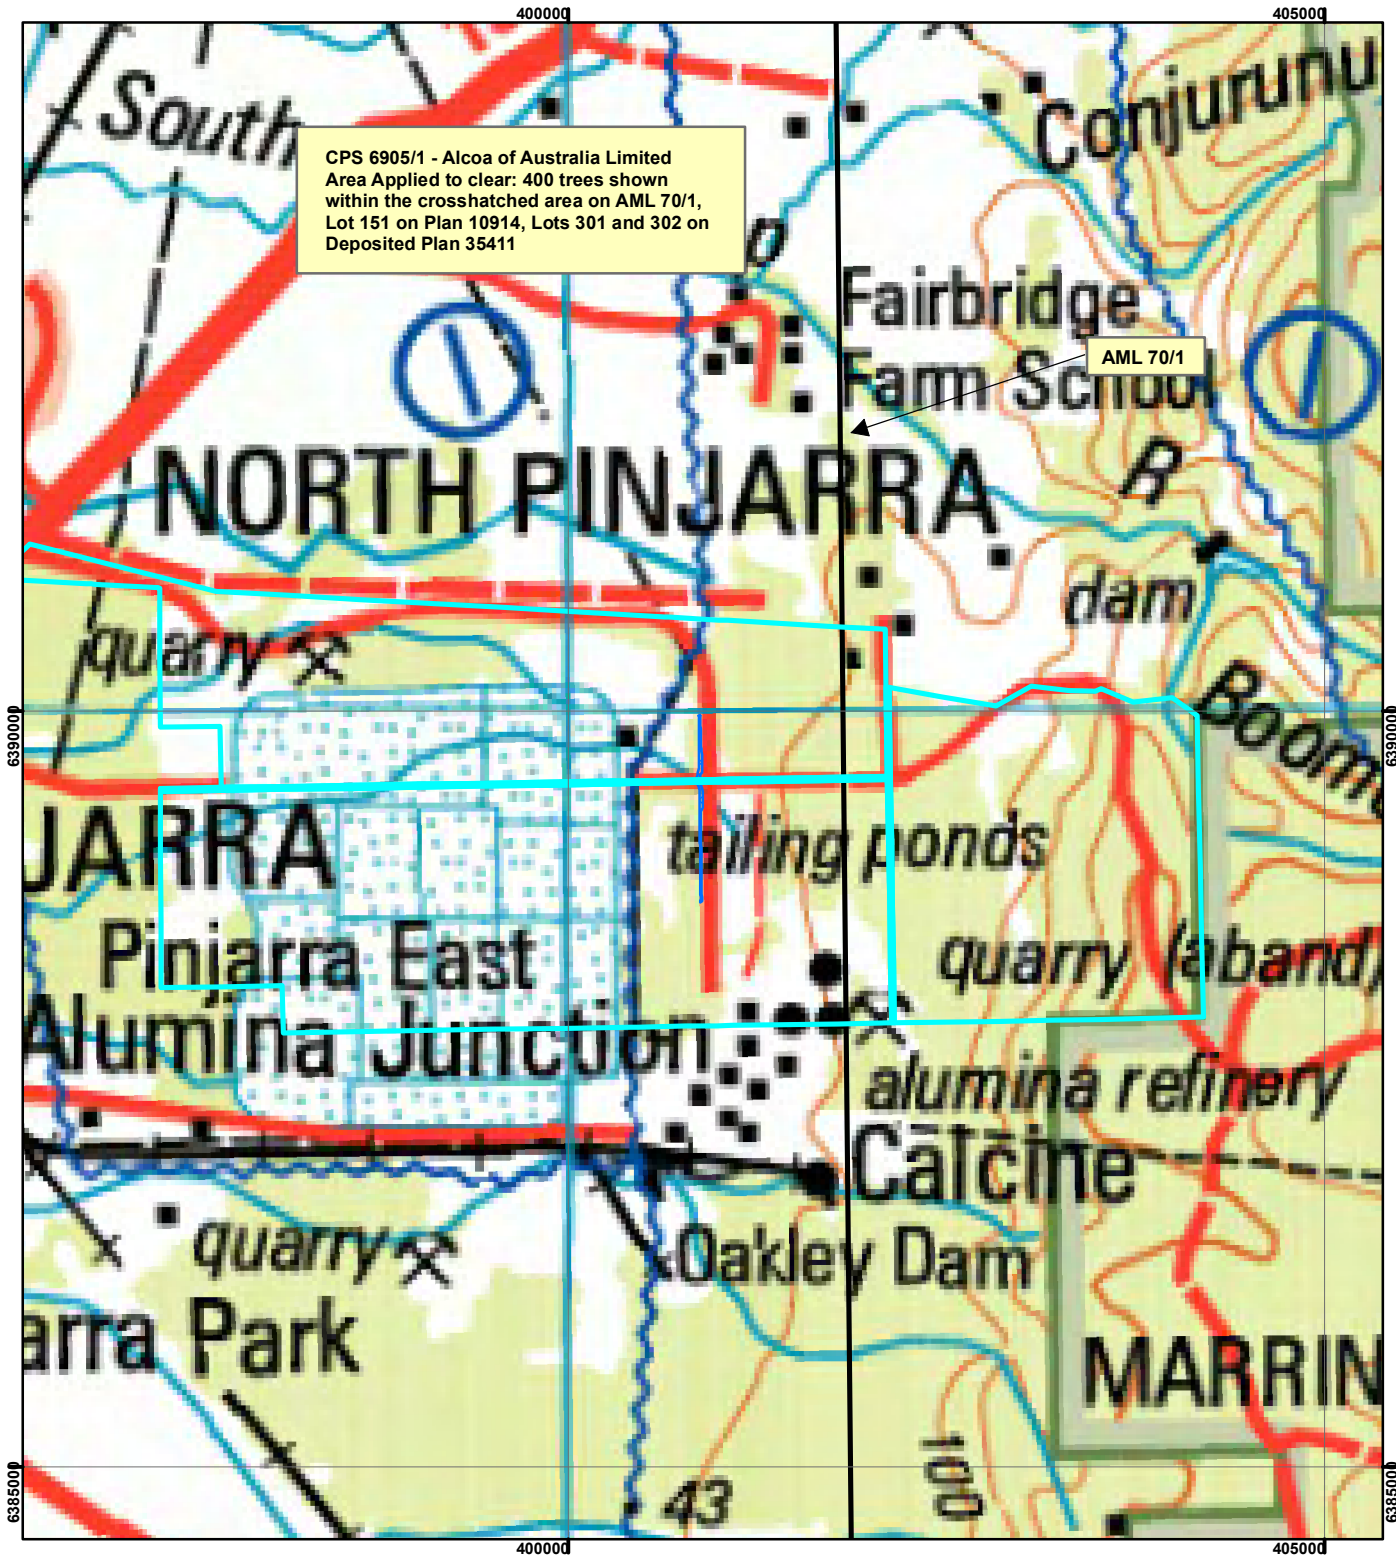 400000
405000
South
Conjurunu
CPS 6905/1 - Alcoa of Australia Limited
Area Applied to clear: 400 trees shown
within the crosshatched area on AML 70/1,
Lot 151 on Plan 10914, Lots 301 and 302 on
Deposited Plan 35411
Fairbridge
Farm School
AML 70/1
R
NORTH PINJARRA
dam
quarry
6390000
6390000
JARRA
tailing ponds
Pinjarra East
quarry (aband)
Alumina Junction
alumina refinery
Calcine
quarry
Oakley Dam
arra Park
MARRIN
100
43
6385000
6385000
400000
405000